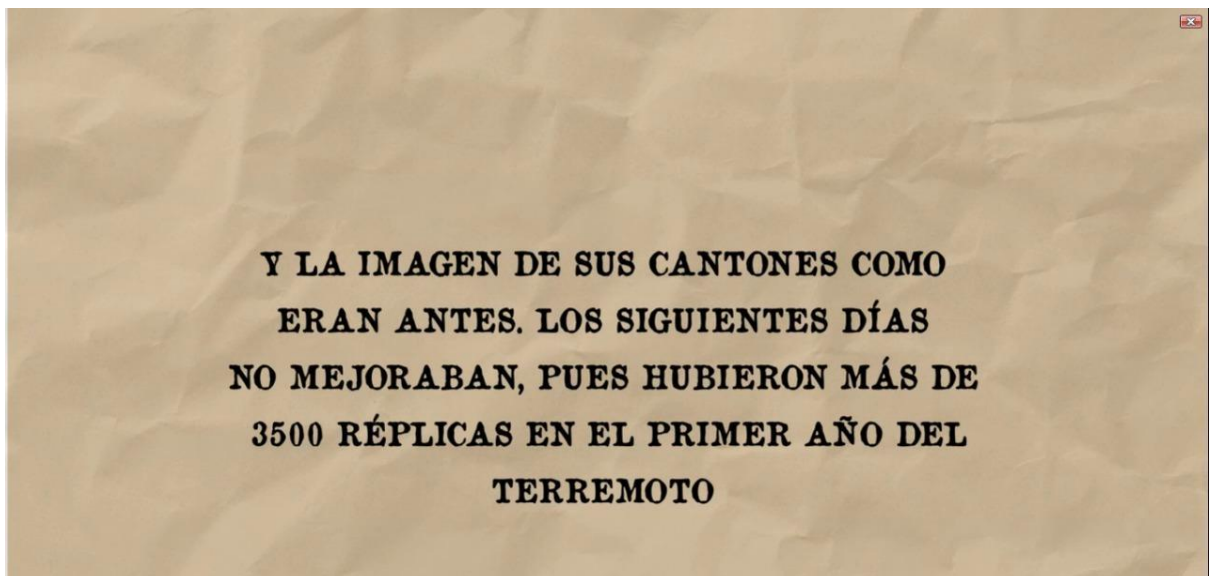 Y LA IMAGEN DE SUS CANTONES COMO
ERAN ANTES. LOS SIGUIENTES DÍAS
NO MEJORABAN, PUES HUBIERON MÁS DE
3500 RÉPLICAS EN EL PRIMER AÑO DEL
TERREMOTO